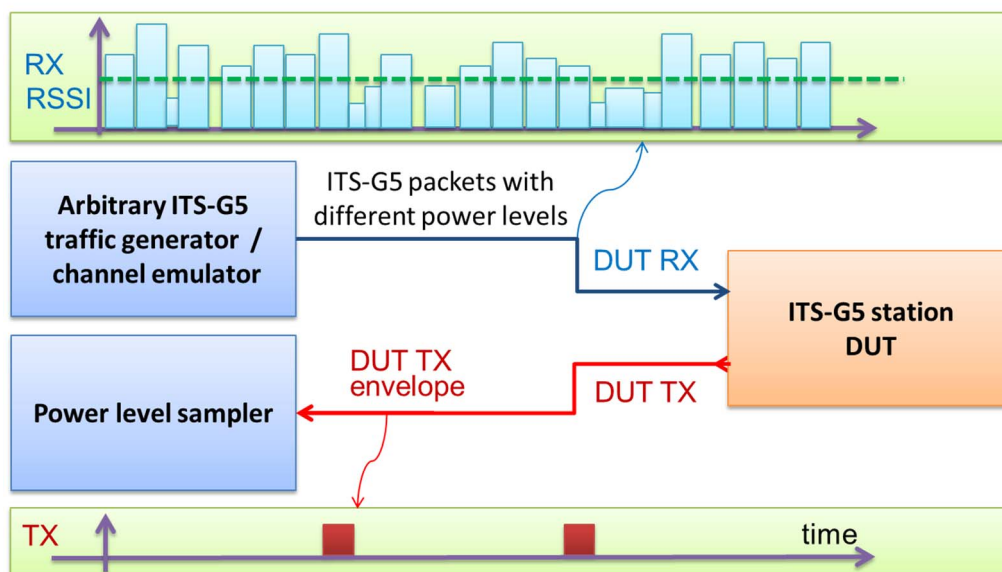 RX
RSSI
ITS-G5 packets with
different power levels
Arbitrary ITS-G5
traffic generator /
channel emulator
DUT RX
ITS-G5 station
DUT
DUT TX
envelope
DUT TX
Power level sampler
TX
time